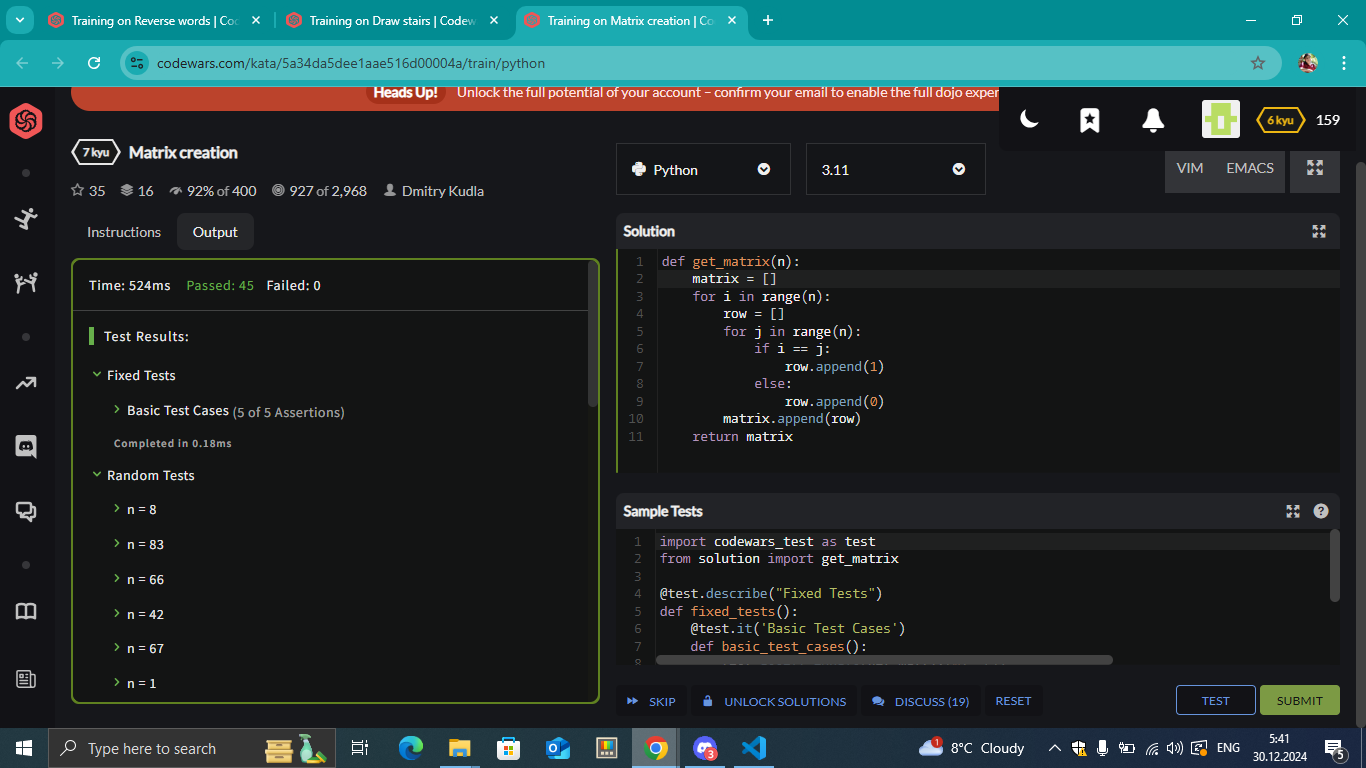 Training on Reverse words | Co
Training on Draw stairs | Codew
Training on Matrix creation | Co
codewars.com/kata/5a34da5dee1aae516d00004a/train/python
Heads Up! Unlock the full potential of your account – confirm your email to enable the full dojo exper
6 kyu 159
7 kyu Matrix creation
35 16 92% of 400 927 of 2,968 Dmitry Kudla
Python 3.11 VIM EMACS
Instructions Output
Time: 524ms Passed: 45 Failed: 0
Test Results:
Fixed Tests
Basic Test Cases (5 of 5 Assertions)
Completed in 0.18ms
Random Tests
n = 8
n = 83
n = 66
n = 42
n = 67
n = 1
Solution
1 def get_matrix(n):
2 matrix = []
3 for i in range(n):
4 row = []
5 for j in range(n):
6 if i == j:
7 row.append(1)
8 else:
9 row.append(0)
10 matrix.append(row)
11 return matrix
Sample Tests
1 import codewars_test as test
2 from solution import get_matrix
3
4 @test.describe("Fixed Tests")
5 def fixed_tests():
6 @test.it('Basic Test Cases')
7 def basic_test_cases():
8
SKIP UNLOCK SOLUTIONS DISCUSS (19) RESET TEST SUBMIT
Type here to search
3
1
8°C Cloudy
ENG
5:41
30.12.2024
5